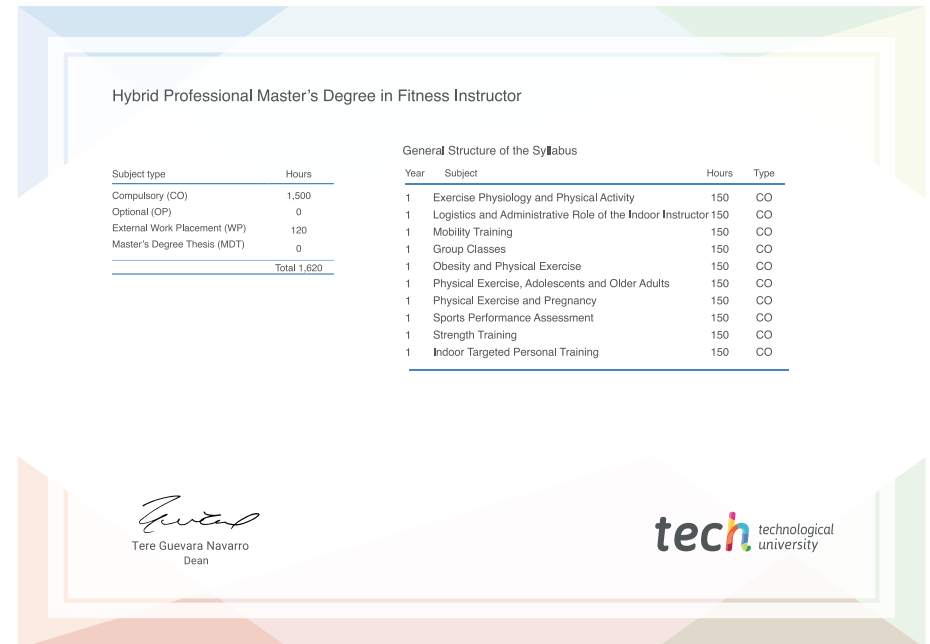 Hybrid Professional Master's Degree in Fitness Instructor
Subject type Hours
Compulsory (CO) 1,500
Optional (OP) 0
External Work Placement (WP) 120
Master's Degree Thesis (MDT) 0
Total 1,620
General Structure of the Syllabus
Year Subject Hours Type
1 Exercise Physiology and Physical Activity 150 CO
1 Logistics and Administrative Role of the Indoor Instructor 150 CO
1 Mobility Training 150 CO
1 Group Classes 150 CO
1 Obesity and Physical Exercise 150 CO
1 Physical Exercise, Adolescents and Older Adults 150 CO
1 Physical Exercise and Pregnancy 150 CO
1 Sports Performance Assessment 150 CO
1 Strength Training 150 CO
1 Indoor Targeted Personal Training 150 CO
Tere Guevara Navarro
Dean
tech technological
university